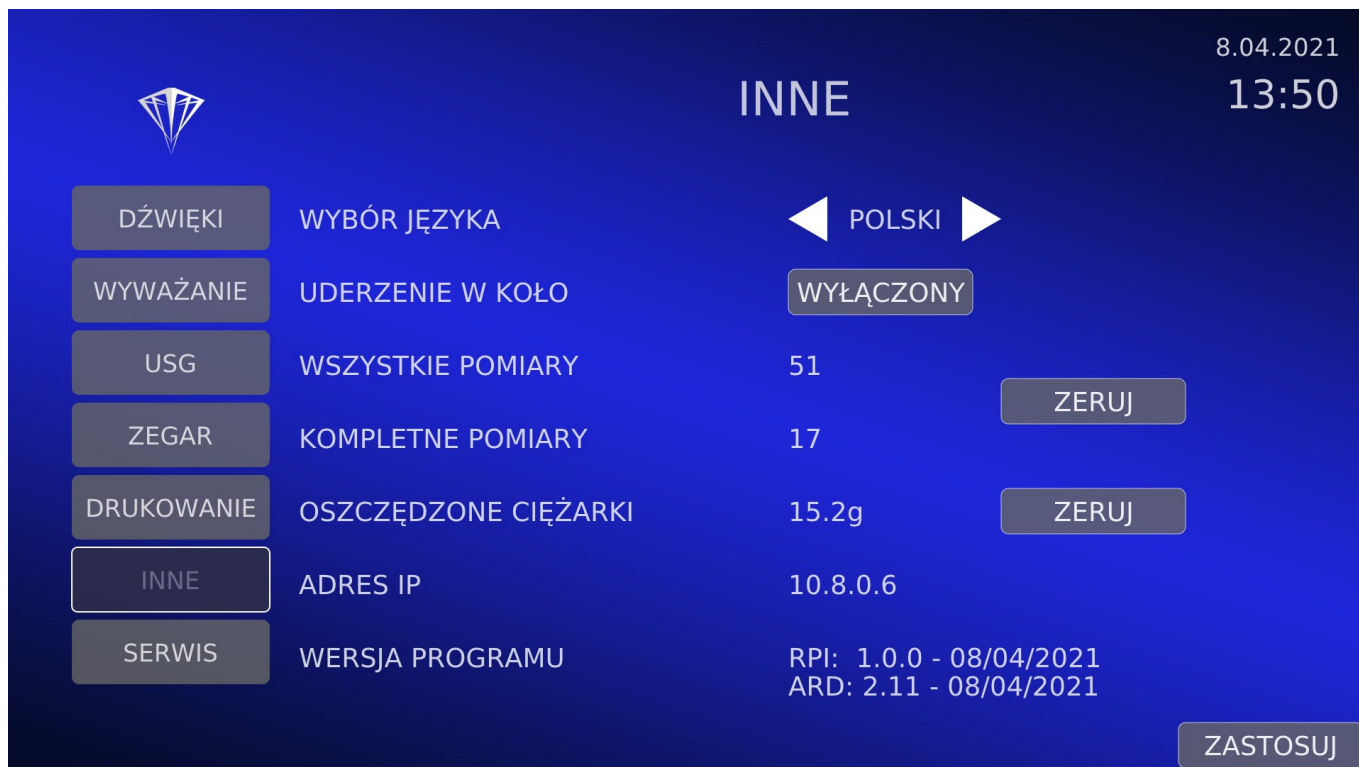 8.04.2021
INNE
13:50
DŹWIĘKI
WYBÓR JĘZYKA
POLSKI
WYWAŻANIE
UDERZENIE W KOŁO
WYŁĄCZONY
USG
WSZYSTKIE POMIARY
51
ZERUJ
ZEGAR
KOMPLETNE POMIARY
17
DRUKOWANIE
OSZCZĘDZONE CIĘŻARKI
15.2g
ZERUJ
INNE
ADRES IP
10.8.0.6
SERWIS
WERSJA PROGRAMU
RPI: 1.0.0 - 08/04/2021
ARD: 2.11 - 08/04/2021
ZASTOSUJ